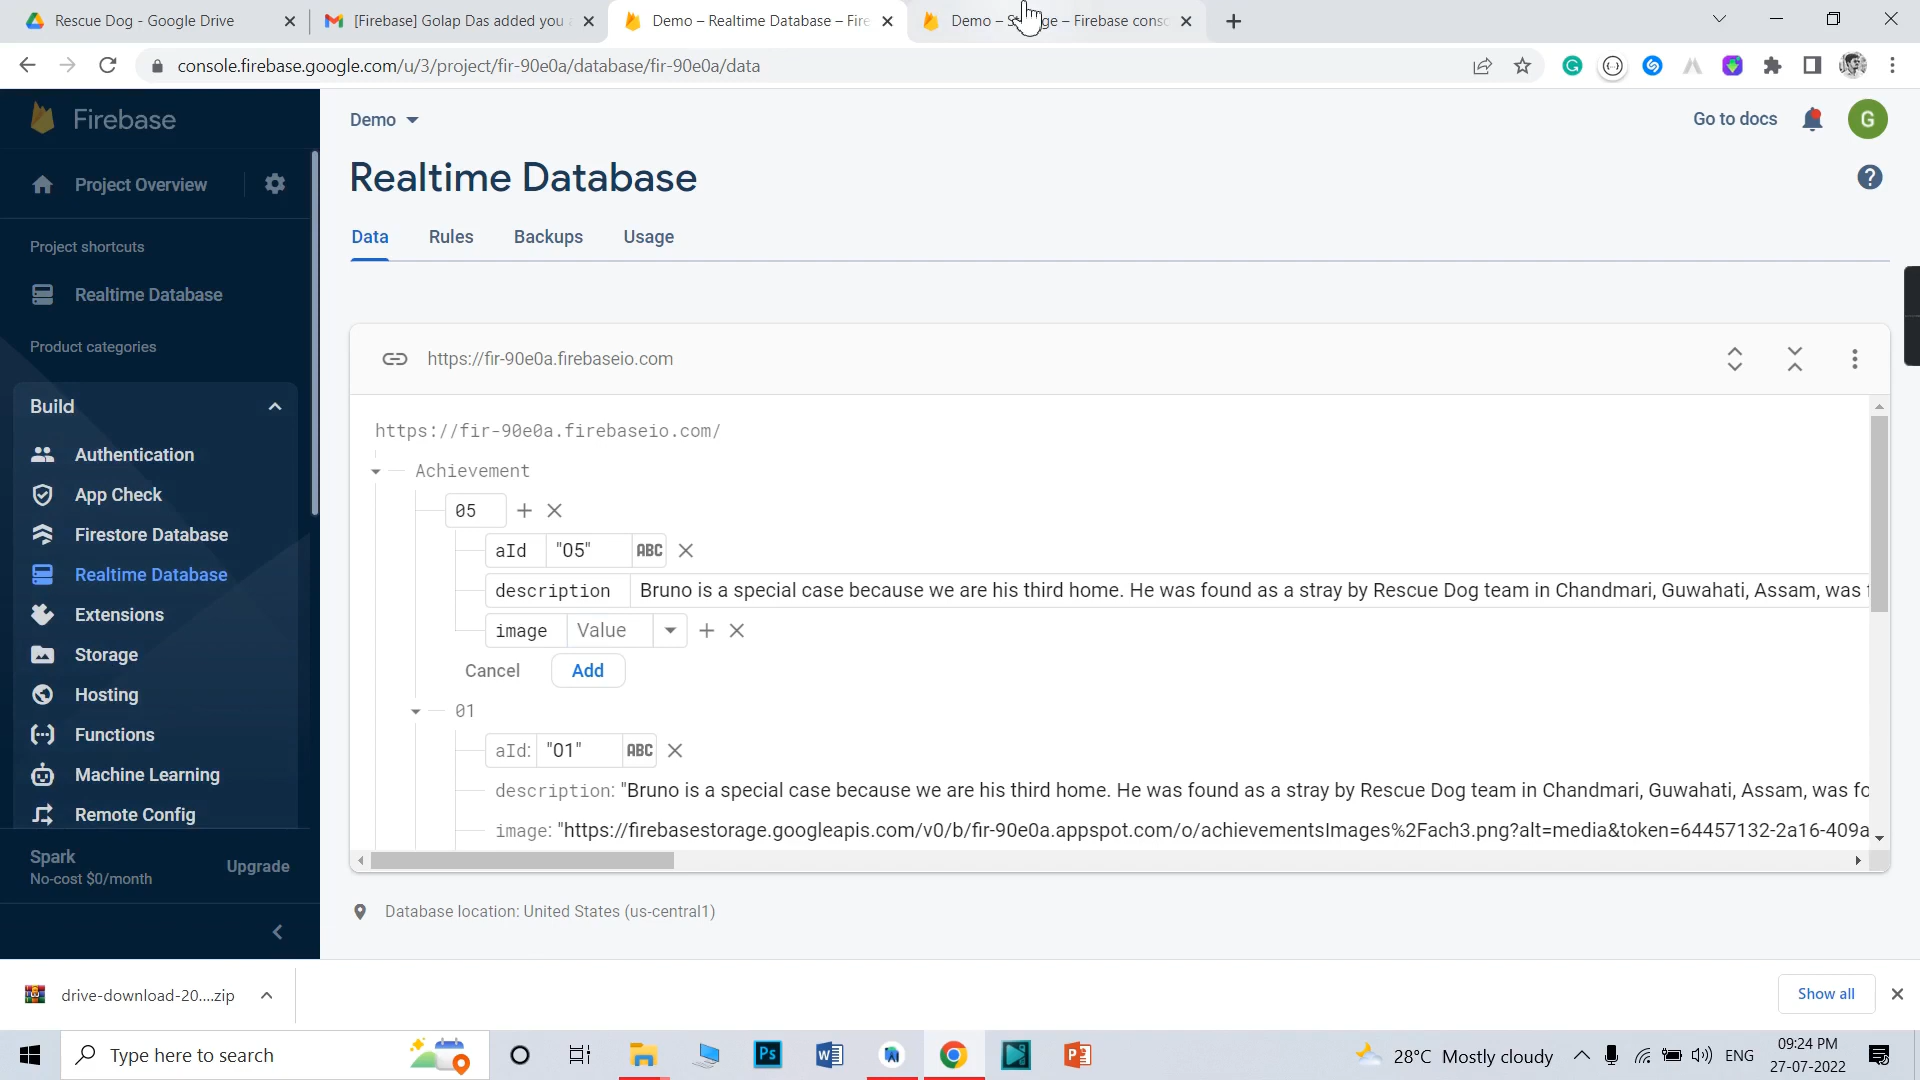 Rescue Dog - Google Drive
[Firebase] Golap Das added you
Demo – Realtime Database – Fire
Demo – S ge – Firebase conso
console.firebase.google.com/u/3/project/fir-90e0a/database/fir-90e0a/data
Firebase
Demo
Go to docs
G
Project Overview
Realtime Database
Data
Rules
Backups
Usage
Project shortcuts
Realtime Database
Product categories
https://fir-90e0a.firebaseio.com
Build
https://fir-90e0a.firebaseio.com/
Authentication
Achievement
App Check
05
Firestore Database
aId "05" ABC
Realtime Database
description Bruno is a special case because we are his third home. He was found as a stray by Rescue Dog team in Chandmari, Guwahati, Assam, was
Extensions
image Value
Storage
Cancel Add
Hosting
01
Functions
aId: "01" ABC
Machine Learning
description: "Bruno is a special case because we are his third home. He was found as a stray by Rescue Dog team in Chandmari, Guwahati, Assam, was fo
Remote Config
image: "https://firebasestorage.googleapis.com/v0/b/fir-90e0a.appspot.com/o/achievementsImages%2Fach3.png?alt=media&token=64457132-2a16-409a
Spark
No-cost $0/month
Upgrade
Database location: United States (us-central1)
drive-download-20....zip
Show all
Type here to search
Ps
28°C Mostly cloudy
ENG
09:24 PM
27-07-2022